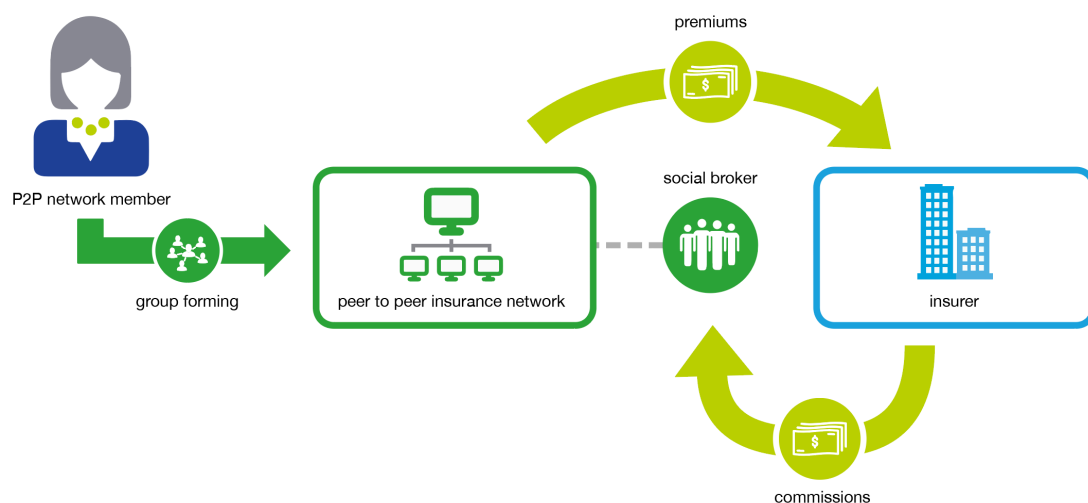 premiums
P2P network member
social broker
group forming
peer to peer insurance network
insurer
$
$
commissions